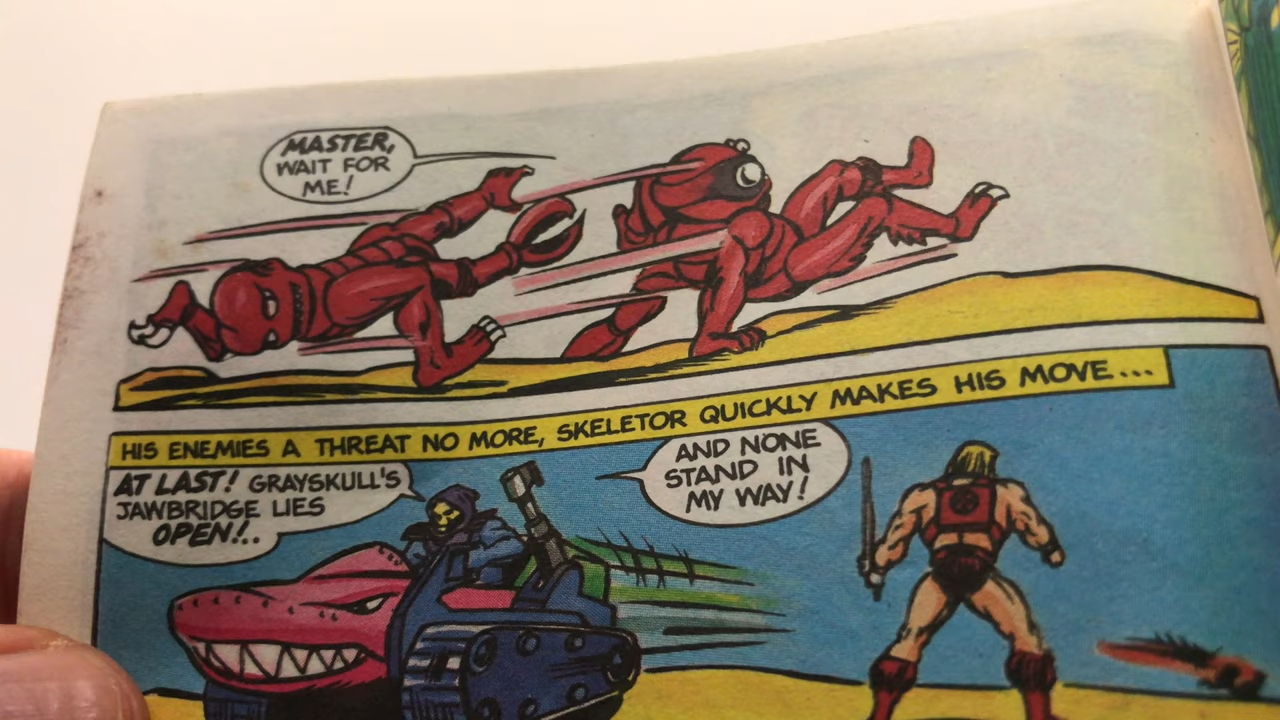 MASTER,
WAIT FOR
ME!
HIS ENEMIES A THREAT NO MORE, SKELETOR QUICKLY MAKES HIS MOVE...
AT LAST! GRAYSKULL'S
JAWBRIDGE LIES
OPEN!..
AND NONE
STAND IN
MY WAY!